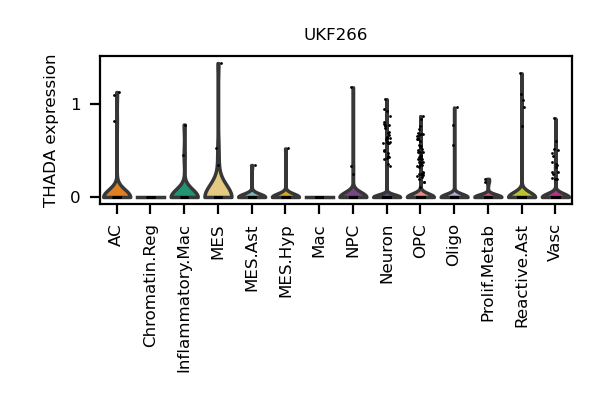 UKF266
THADA expression
1
0
AC
Chromatin.Reg
Inflammatory.Mac
MES
MES.Ast
MES.Hyp
Mac
NPC
Neuron
OPC
Oligo
Prolif.Metab
Reactive.Ast
Vasc